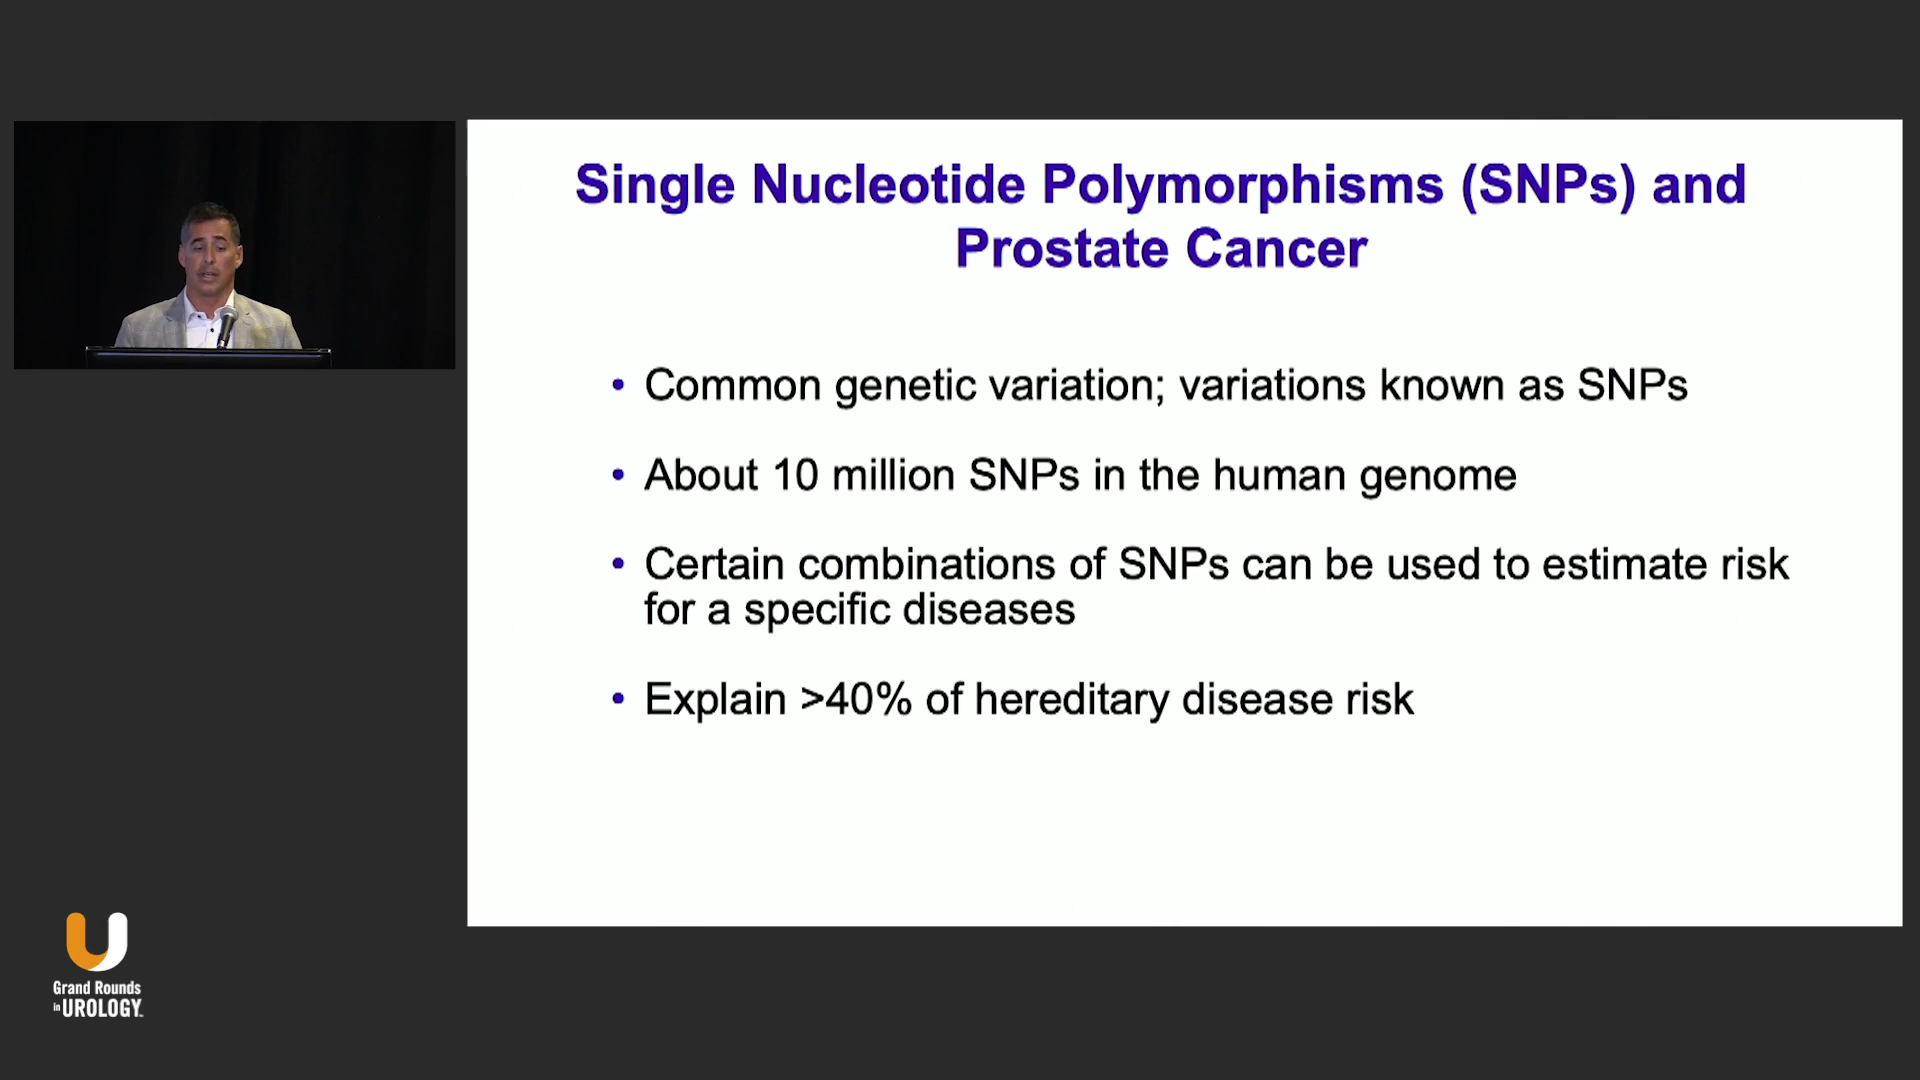 Single Nucleotide Polymorphisms (SNPs) and
Prostate Cancer
• Common genetic variation; variations known as SNPs
• About 10 million SNPs in the human genome
• Certain combinations of SNPs can be used to estimate risk
for a specific diseases
• Explain >40% of hereditary disease risk
U
Grand Rounds
in UROLOGY™